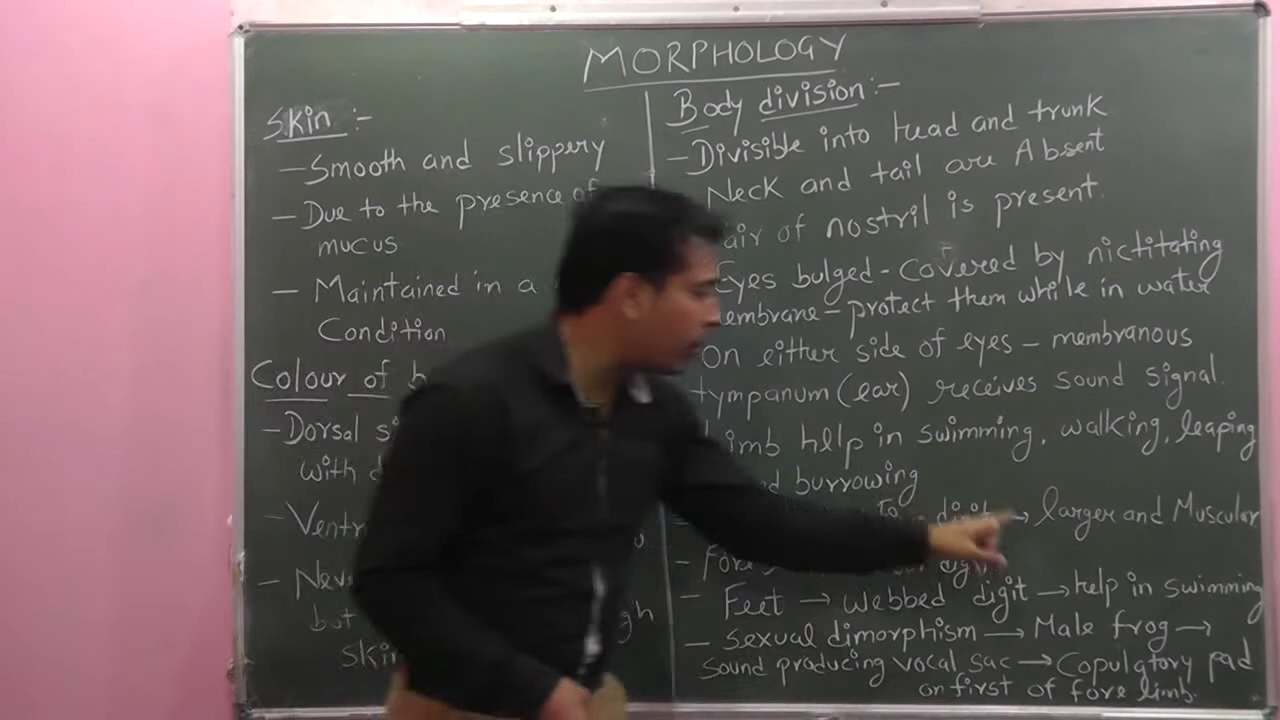 MORPHOLOGY
Skin :-
- Smooth and slippery
- Due to the presence of
mucus
- Maintained in a
Condition
Colour of
- Dorsal
with
-
-
but
skin
Body division :-
- Divisible into head and trunk
Neck and tail are Absent
of nostril is present.
Eyes bulged - Covered by nictitating
membrane - protect them while in water
On either side of eyes - membranous
tympanum (ear) receives sound signal.
limb help in swimming, walking, leaping
burrowing
digit → larger and Muscular
- Fore
- Feet → webbed digit → help in swimming
- sexual dimorphism → Male frog →
sound producing vocal sac → Copulatory pad
on first of fore limb.